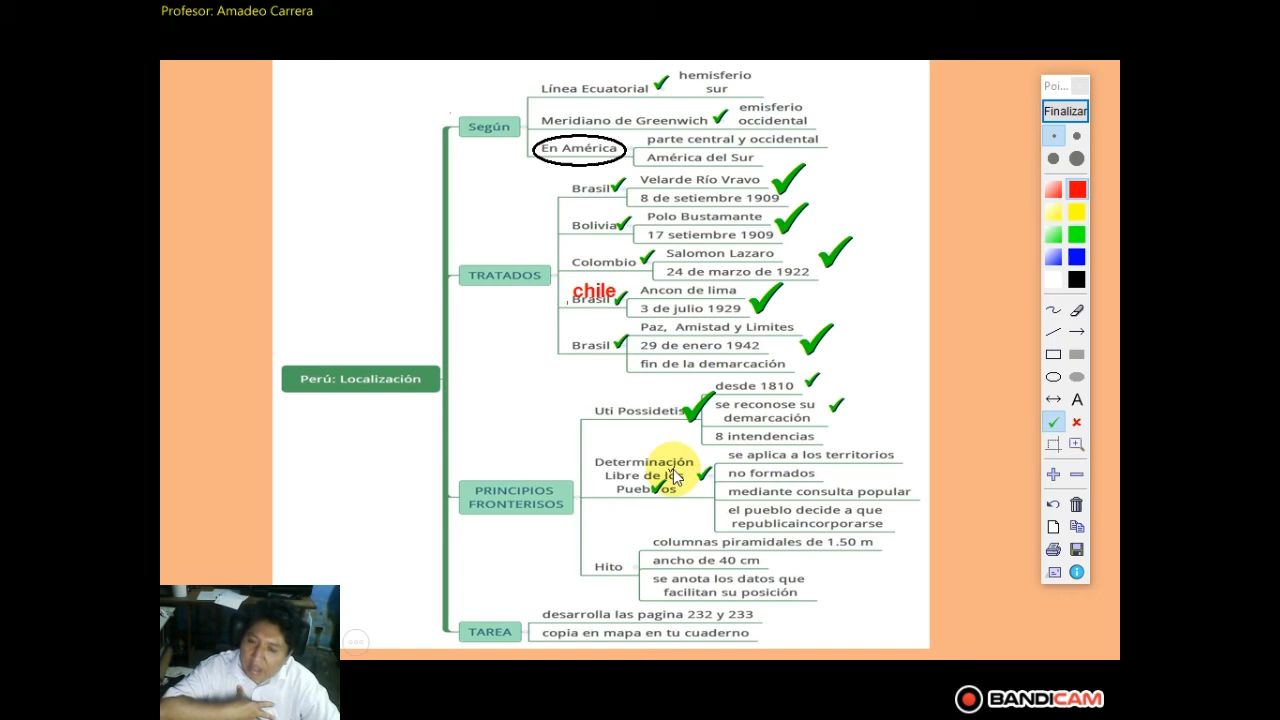 Profesor: Amadeo Carrera
Perú: Localización
Según
Línea Ecuatorial
hemisferio
sur
Meridiano de Greenwich
emisferio
occidental
En América
parte central y occidental
América del Sur
TRATADOS
Brasil
Velarde Río Vravo
8 de setiembre 1909
Bolivia
Polo Bustamante
17 setiembre 1909
Colombio
Salomon Lazaro
24 de marzo de 1922
chile
Brasil
Ancon de lima
3 de julio 1929
Brasil
Paz, Amistad y Limites
29 de enero 1942
fin de la demarcación
PRINCIPIOS
FRONTERISOS
Uti Possidetis
desde 1810
se reconose su
demarcación
8 intendencias
Determinación
Libre de los
Pueblos
se aplica a los territorios
no formados
mediante consulta popular
el pueblo decide a que
republicaincorporarse
Hito
columnas piramidales de 1.50 m
ancho de 40 cm
se anota los datos que
facilitan su posición
TAREA
desarrolla las pagina 232 y 233
copia en mapa en tu cuaderno
Poi...
Finalizar
A
BANDICAM